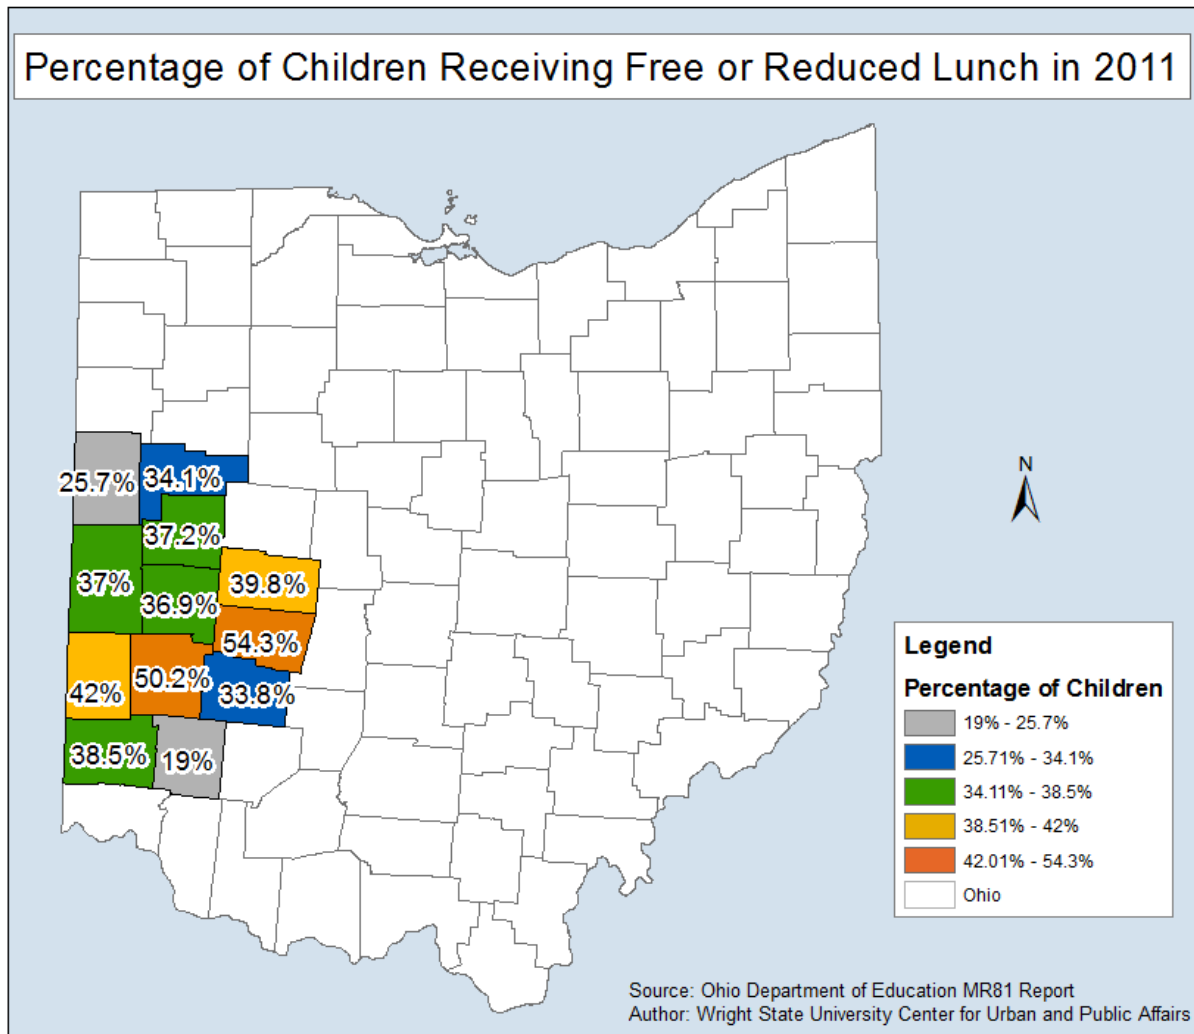 Percentage of Children Receiving Free or Reduced Lunch in 2011
N
25.7%
34.1%
37.2%
37%
36.9%
39.8%
54.3%
42%
50.2%
33.8%
38.5%
19%
Legend
Percentage of Children
19% - 25.7%
25.71% - 34.1%
34.11% - 38.5%
38.51% - 42%
42.01% - 54.3%
Ohio
Source: Ohio Department of Education MR81 Report
Author: Wright State University Center for Urban and Public Affairs